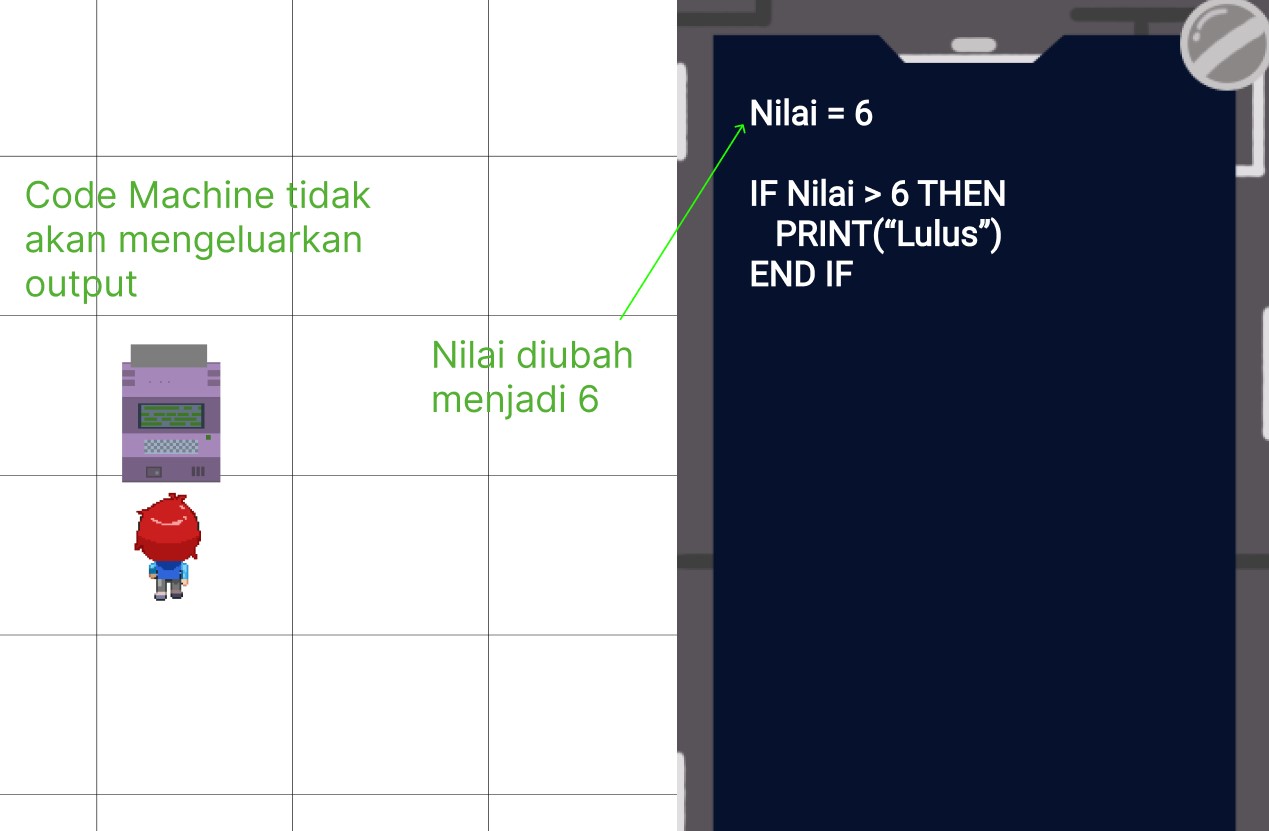 Code Machine tidak
akan mengeluarkan
output
Nilai diubah
menjadi 6
Nilai = 6
IF Nilai > 6 THEN
PRINT(“Lulus”)
END IF